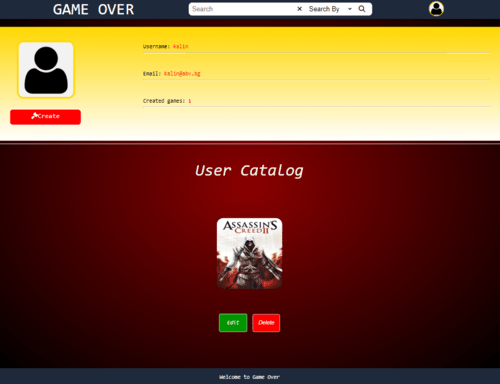 GAME OVER
Search
Search By
Username: kalin
Email: kalin@abv.bg
Created games: 1
Create
User Catalog
ASSASSIN'S
CREED II
Edit
Delete
Welcome to Game Over